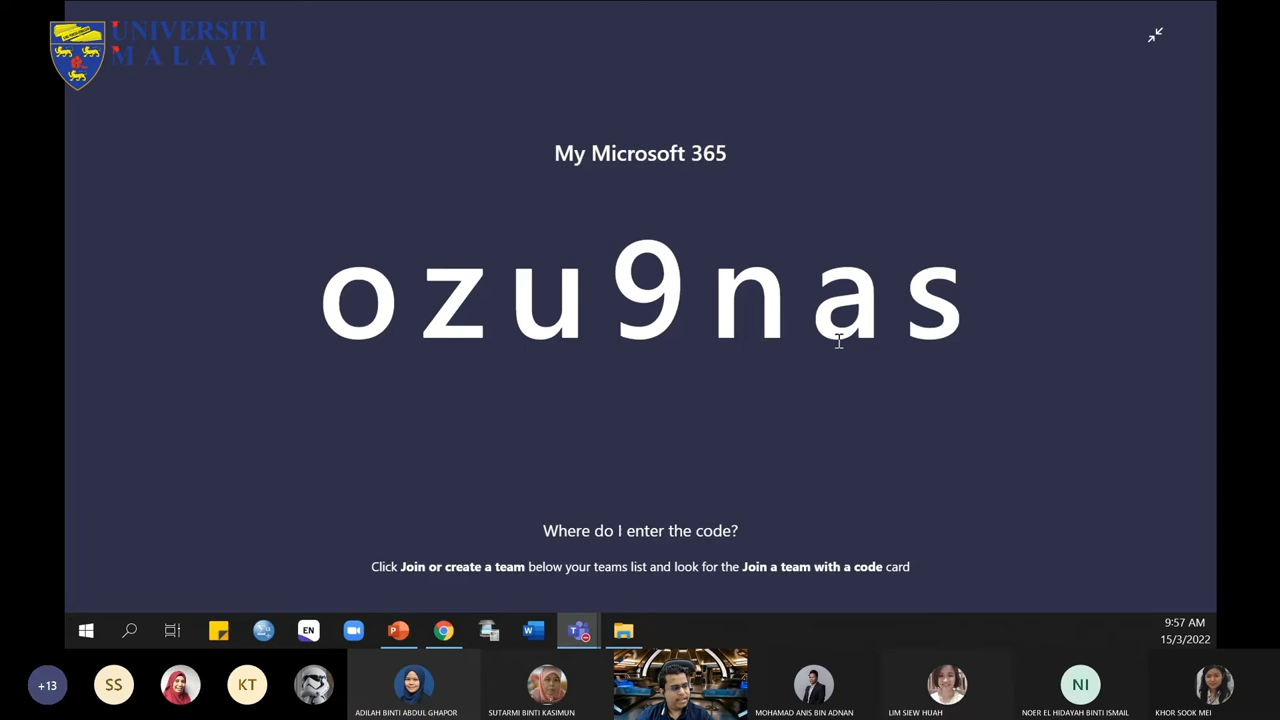 UNIVERSITI
MALAYA
My Microsoft 365
ozu9nas
Where do I enter the code?
Click Join or create a team below your teams list and look for the Join a team with a code card
EN
9:57 AM
15/3/2022
+13
SS
KT
NI
ADILAH BINTI ABDUL GHAPOR
SUTARMI BINTI KASIMUN
MOHAMAD ANIS BIN ADNAN
LIM SIEW HUAH
NOER EL HIDAYAH BINTI ISMAIL
KHOR SOOK MEI